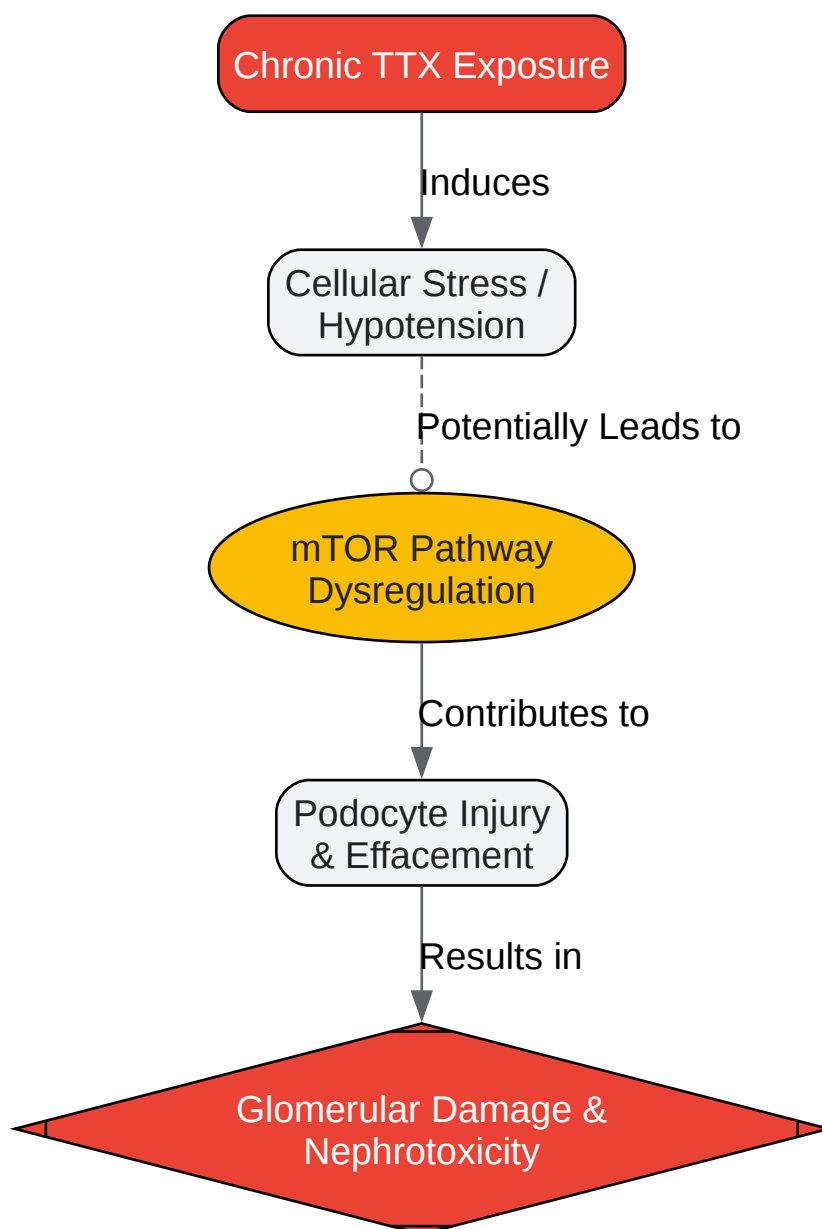 Chronic TTX Exposure
Induces
Cellular Stress /
Hypotension
Potentially Leads to
mTOR Pathway
Dysregulation
Contributes to
Podocyte Injury
& Effacement
Results in
Glomerular Damage &
Nephrotoxicity